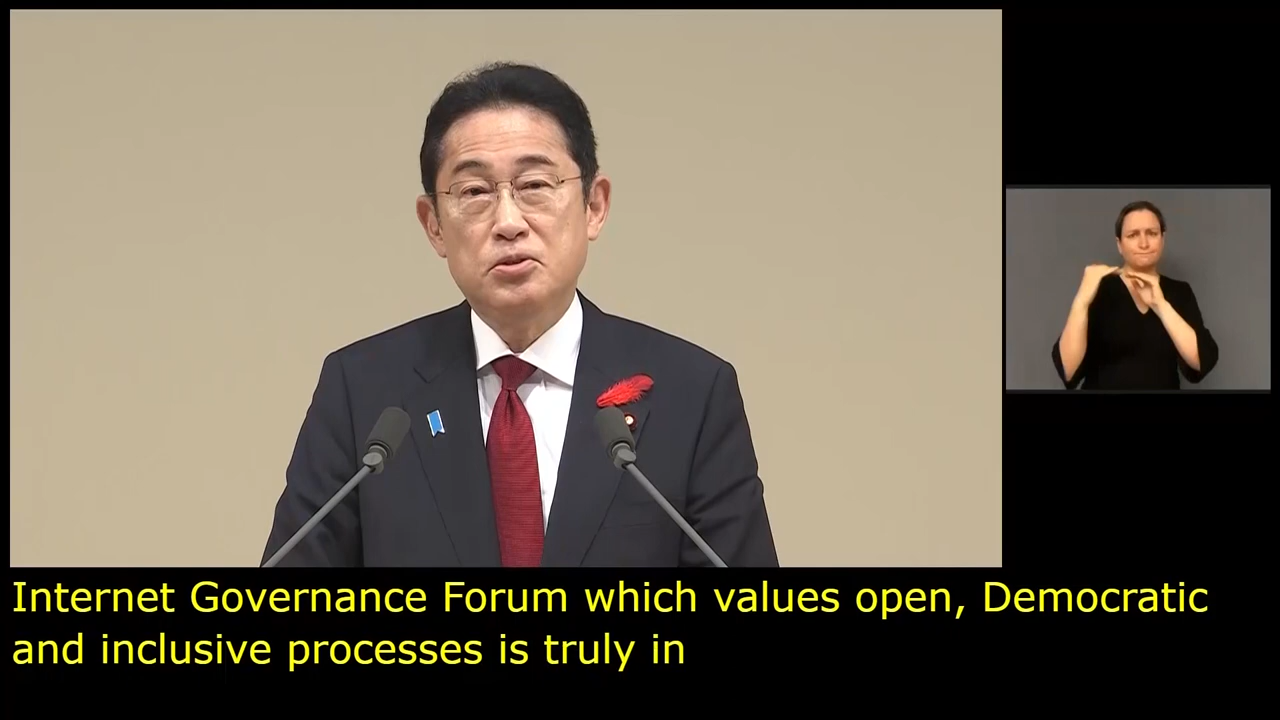 Internet Governance Forum which values open, Democratic
and inclusive processes is truly in